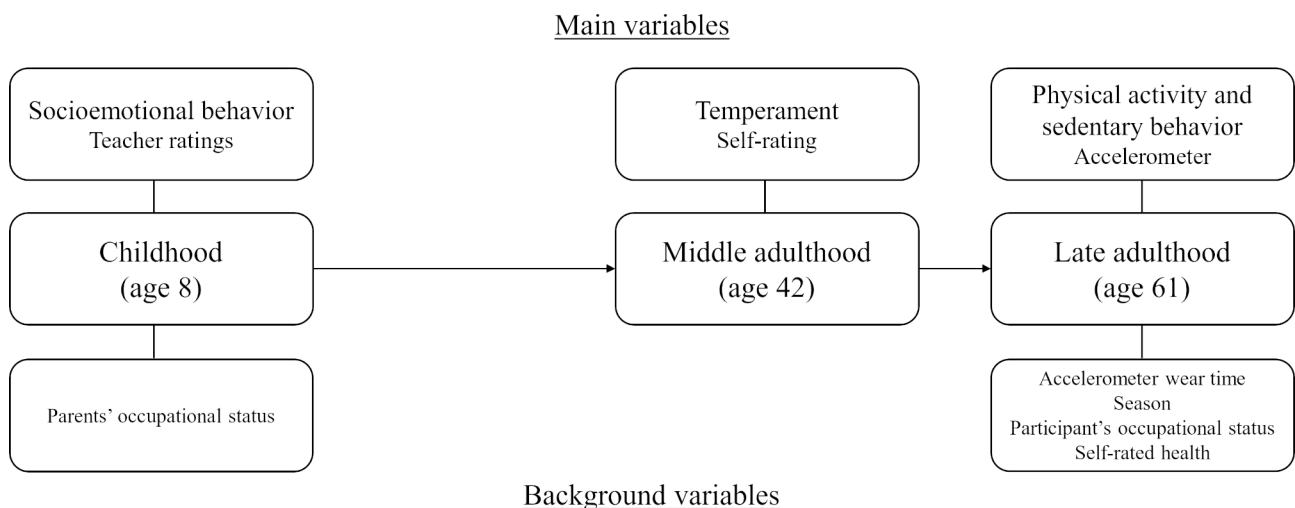 Main variables
Socioemotional behavior
Teacher ratings
Temperament
Self-rating
Physical activity and
sedentary behavior
Accelerometer
Childhood
(age 8)
Middle adulthood
(age 42)
Late adulthood
(age 61)
Parents’ occupational status
Accelerometer wear time
Season
Participant’s occupational status
Self-rated health
Background variables